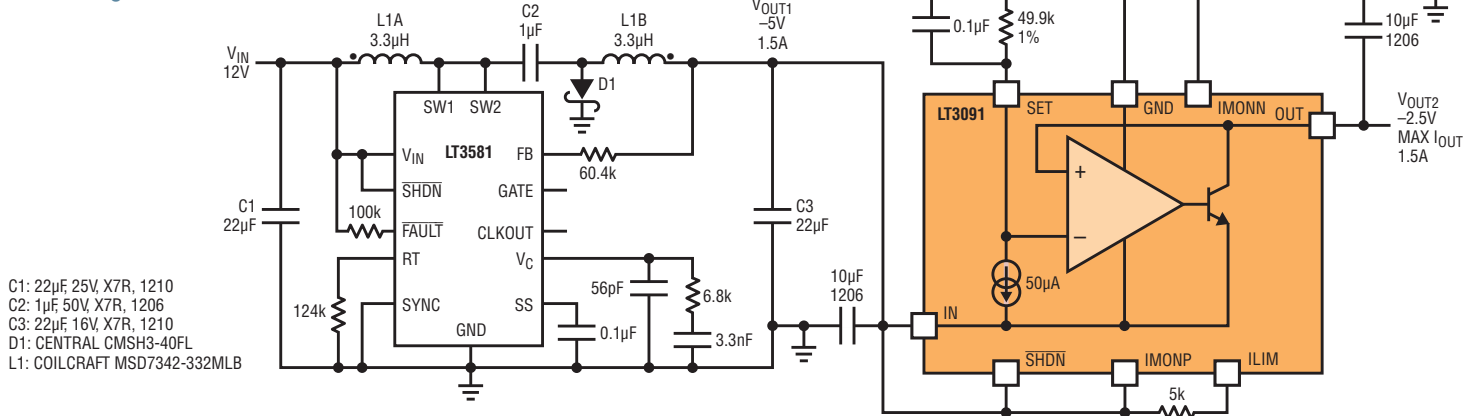 L1A
3.3µH
C2
1µF
L1B
3.3µH
VOUT1
–5V
1.5A
VIN
12V
D1
SW1
SW2
LT3581
VIN
SHDN
FAULT
RT
SYNC
GND
FB
GATE
CLKOUT
VC
SS
60.4k
100k
C1
22µF
124k
56pF
6.8k
0.1µF
3.3nF
C3
22µF
10µF
1206
C1: 22µF, 25V, X7R, 1210
C2: 1µF, 50V, X7R, 1206
C3: 22µF, 16V, X7R, 1210
D1: CENTRAL CMSH3-40FL
L1: COILCRAFT MSD7342-332MLB
0.1µF
49.9k
1%
10µF
1206
LT3091
SET
GND
IMONN
OUT
VOUT2
–2.5V
MAX IOUT
1.5A
+
–
50µA
IN
SHDN
IMONP
ILIM
5k